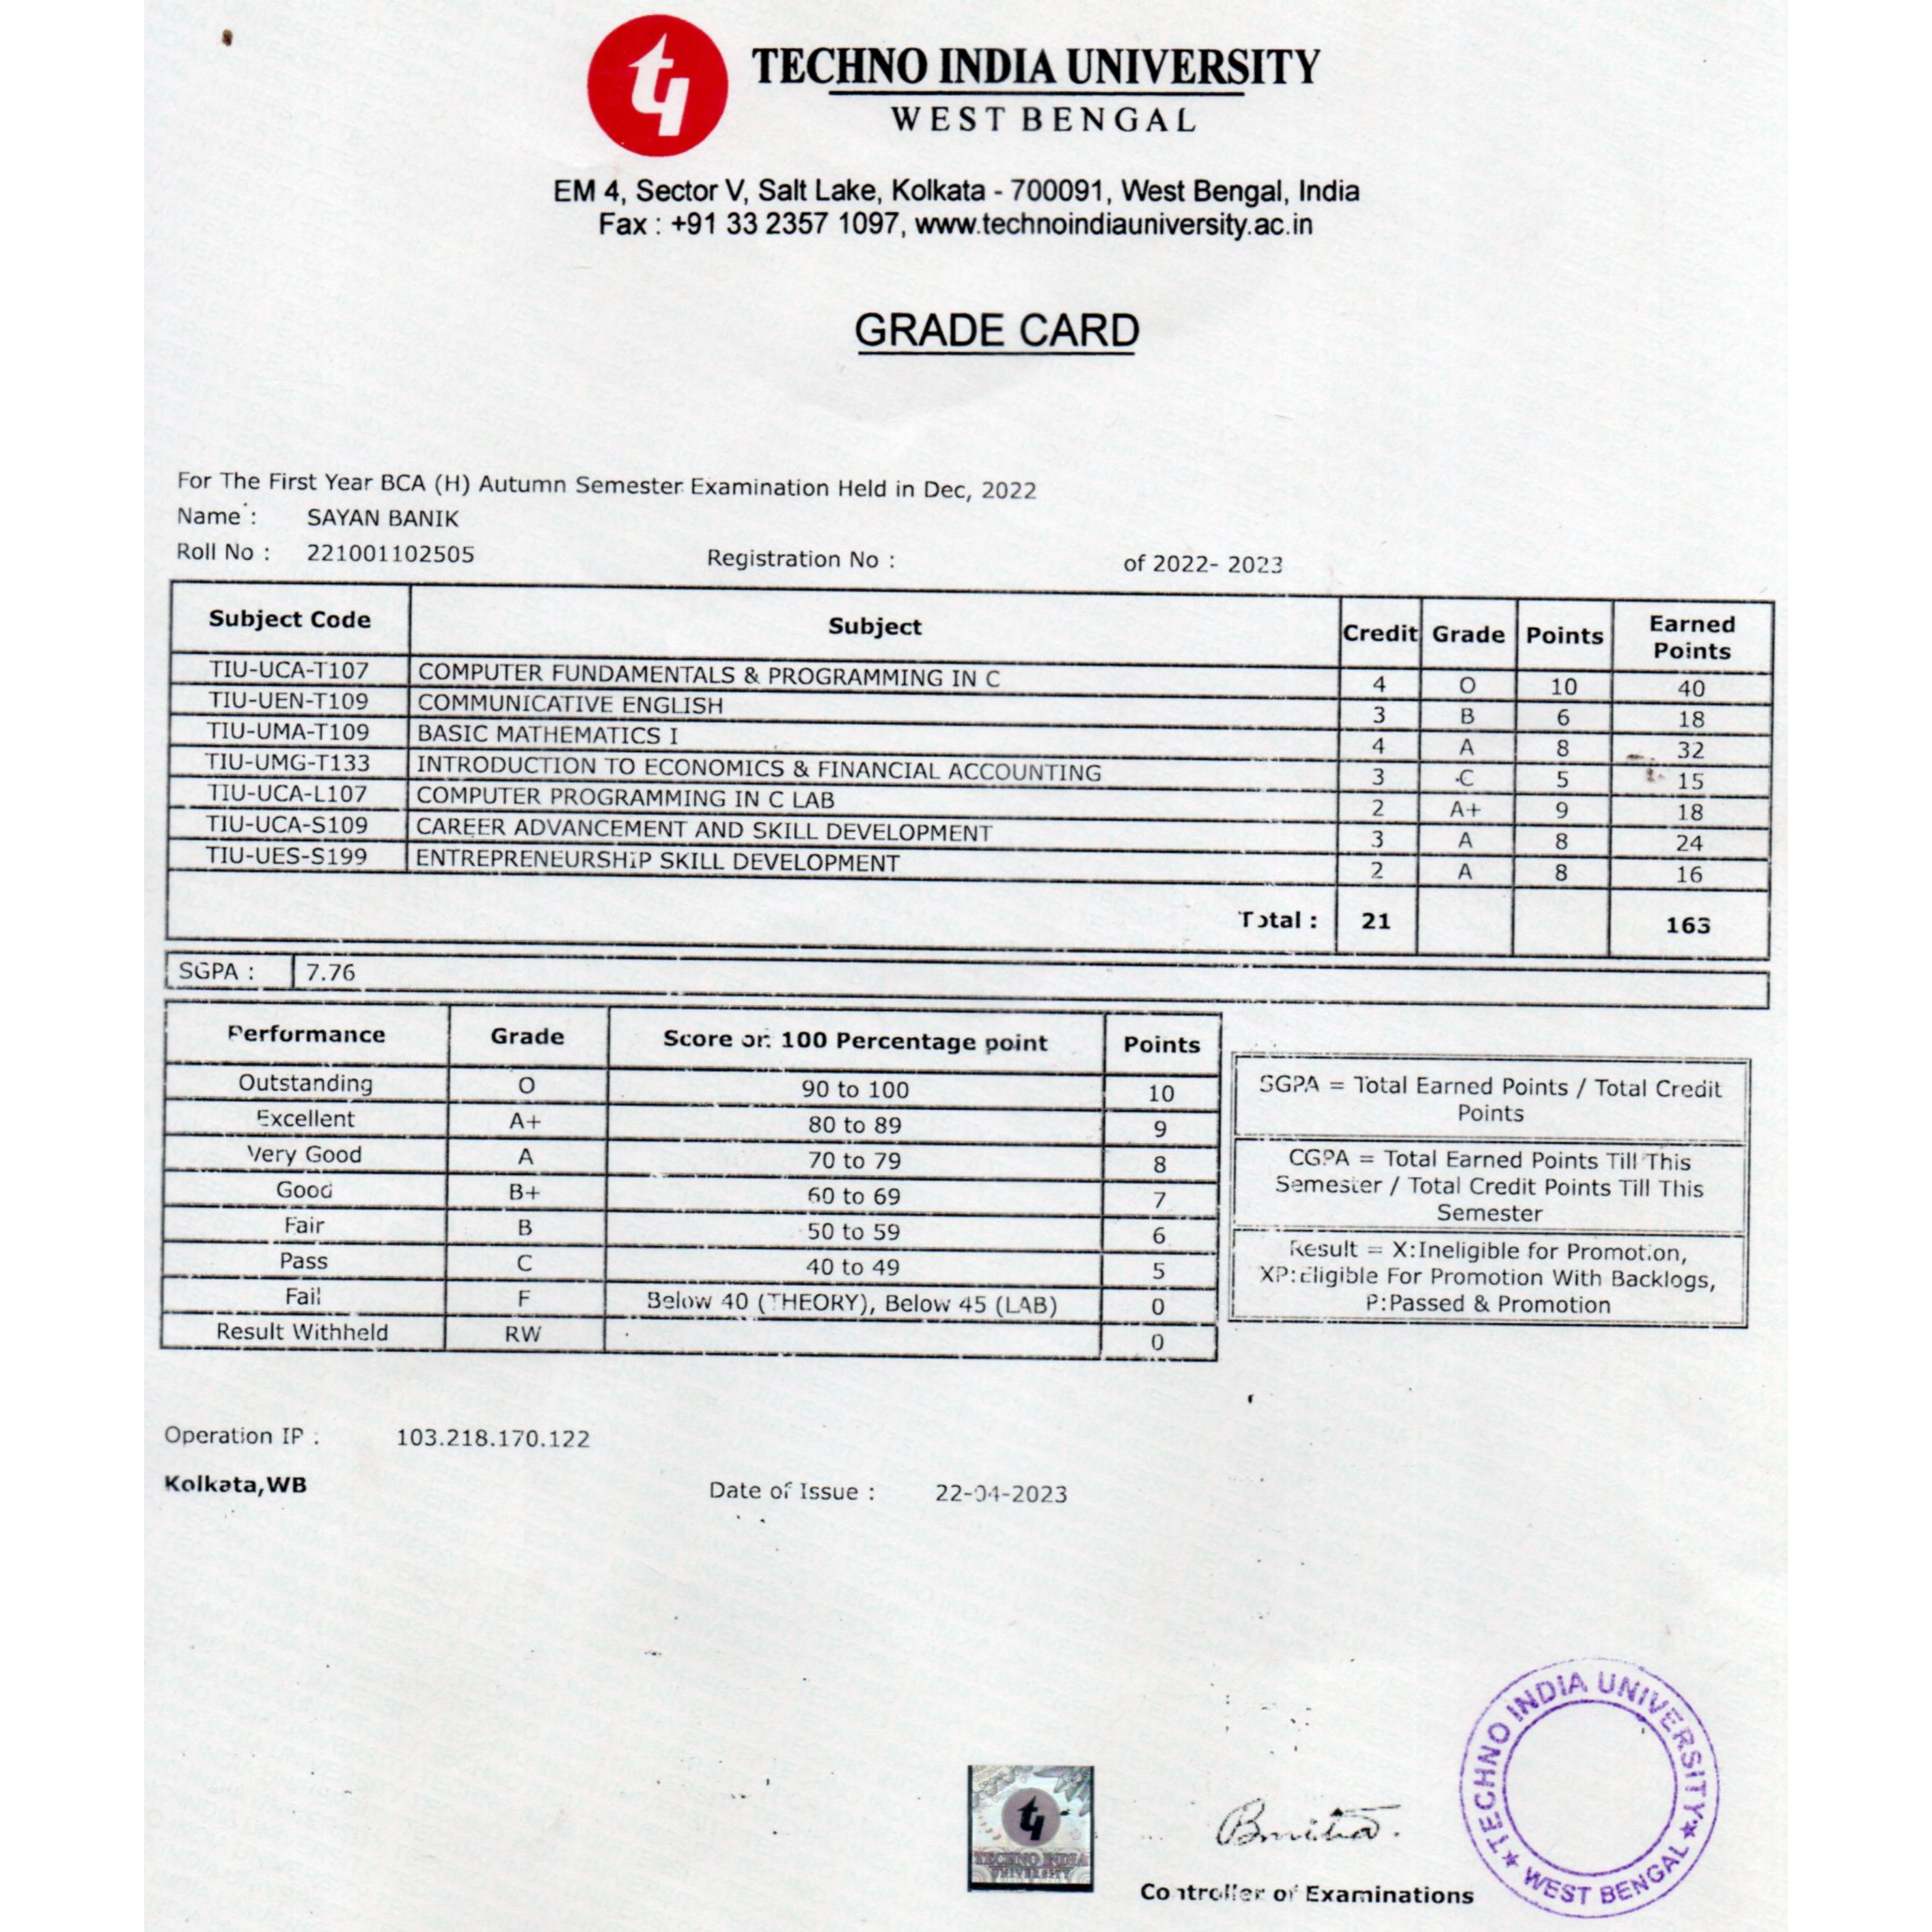 TECHNO INDIA UNIVERSITY
WEST BENGAL
EM 4, Sector V, Salt Lake, Kolkata - 700091, West Bengal, India
Fax : +91 33 2357 1097, www.technoindiauniversity.ac.in
GRADE CARD
For The First Year BCA (H) Autumn Semester Examination Held in Dec, 2022
Name : SAYAN BANIK
Roll No : 221001102505 Registration No : of 2022- 2023
Subject Code Subject Credit Grade Points Earned Points
TIU-UCA-T107 COMPUTER FUNDAMENTALS & PROGRAMMING IN C 4 O 10 40
TIU-UEN-T109 COMMUNICATIVE ENGLISH 3 B 6 18
TIU-UMA-T109 BASIC MATHEMATICS I 4 A 8 32
TIU-UMG-T133 INTRODUCTION TO ECONOMICS & FINANCIAL ACCOUNTING 3 C 5 15
TIU-UCA-L107 COMPUTER PROGRAMMING IN C LAB 2 A+ 9 18
TIU-UCA-S109 CAREER ADVANCEMENT AND SKILL DEVELOPMENT 3 A 8 24
TIU-UES-S199 ENTREPRENEURSHIP SKILL DEVELOPMENT 2 A 8 16
Total : 21 163
SGPA : 7.76
Performance Grade Score on 100 Percentage point Points
Outstanding O 90 to 100 10
Excellent A+ 80 to 89 9
Very Good A 70 to 79 8
Good B+ 60 to 69 7
Fair B 50 to 59 6
Pass C 40 to 49 5
Fail F Below 40 (THEORY), Below 45 (LAB) 0
Result Withheld RW 0
SGPA = Total Earned Points / Total Credit
Points
CGPA = Total Earned Points Till This
Semester / Total Credit Points Till This
Semester
Result = X:Ineligible for Promotion,
XP:Eligible For Promotion With Backlogs,
P:Passed & Promotion
Operation IP : 103.218.170.122
Kolkata,WB Date of Issue : 22-04-2023
TECHNO INDIA
UNIVERSITY
Controller of Examinations
TECHNO INDIA UNIVERSITY
WEST BENGAL